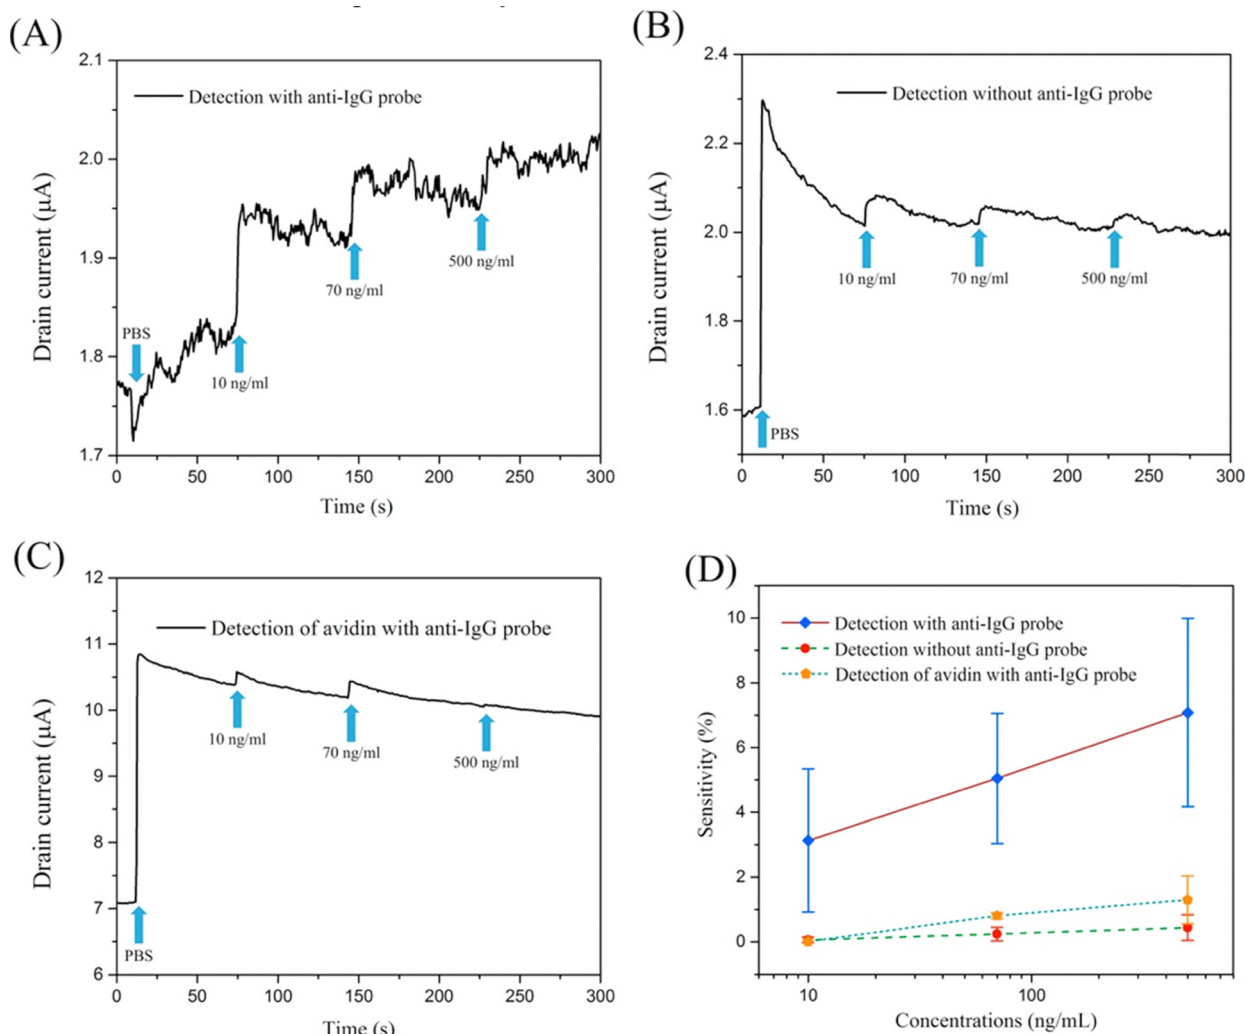 (A)
2.1
2.0
1.9
1.8
1.7
Drain current (μA)
Detection with anti-IgG probe
PBS
10 ng/ml
70 ng/ml
500 ng/ml
0 50 100 150 200 250 300
Time (s)
(B)
2.4
2.2
2.0
1.8
1.6
Drain current (μA)
Detection without anti-IgG probe
PBS
10 ng/ml
70 ng/ml
500 ng/ml
0 50 100 150 200 250 300
Time (s)
(C)
12
11
10
9
8
7
6
Drain current (μA)
Detection of avidin with anti-IgG probe
PBS
10 ng/ml
70 ng/ml
500 ng/ml
0 50 100 150 200 250 300
Time (s)
(D)
10
8
6
4
2
0
Sensitivity (%)
Detection with anti-IgG probe
Detection without anti-IgG probe
Detection of avidin with anti-IgG probe
10 100
Concentrations (ng/mL)